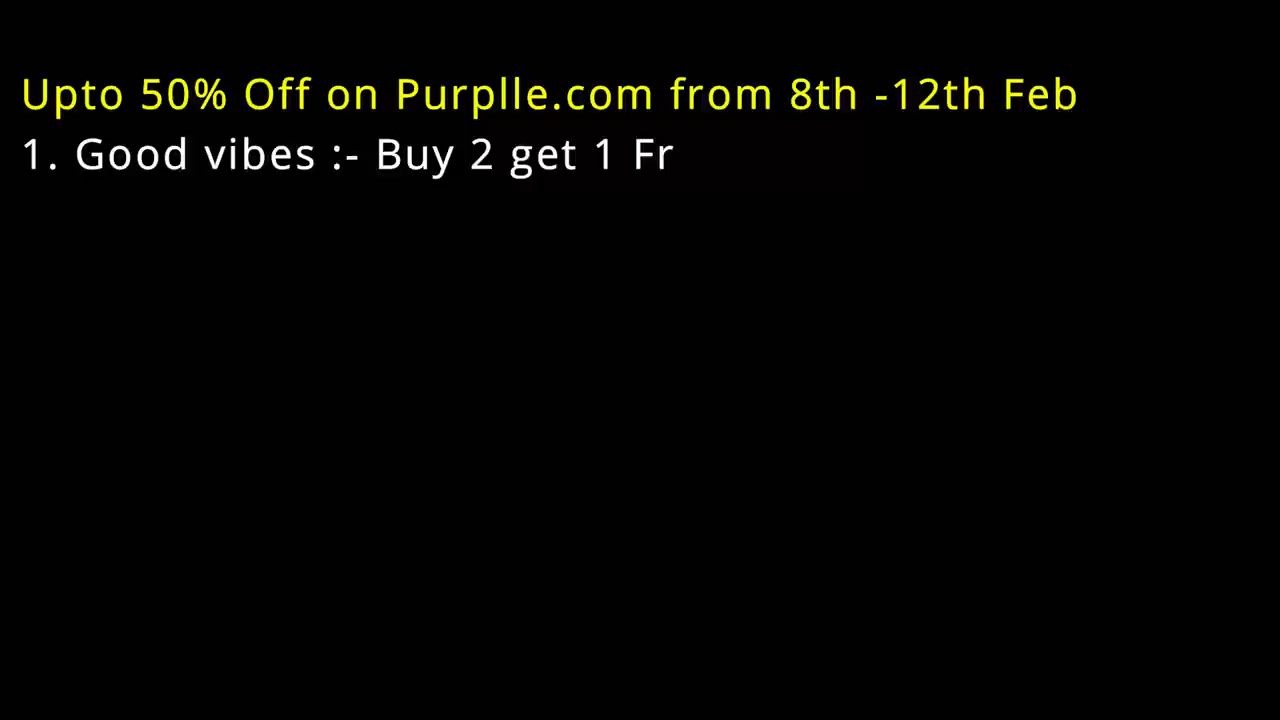 Upto 50% Off on Purplle.com from 8th -12th Feb
1. Good vibes :- Buy 2 get 1 Fr